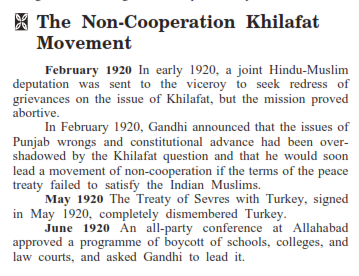 The Non-Cooperation Khilafat
Movement
February 1920 In early 1920, a joint Hindu-Muslim
deputation was sent to the viceroy to seek redress of
grievances on the issue of Khilafat, but the mission proved
abortive.
In February 1920, Gandhi announced that the issues of
Punjab wrongs and constitutional advance had been over-
shadowed by the Khilafat question and that he would soon
lead a movement of non-cooperation if the terms of the peace
treaty failed to satisfy the Indian Muslims.
May 1920 The Treaty of Sevres with Turkey, signed
in May 1920, completely dismembered Turkey.
June 1920 An all-party conference at Allahabad
approved a programme of boycott of schools, colleges, and
law courts, and asked Gandhi to lead it.